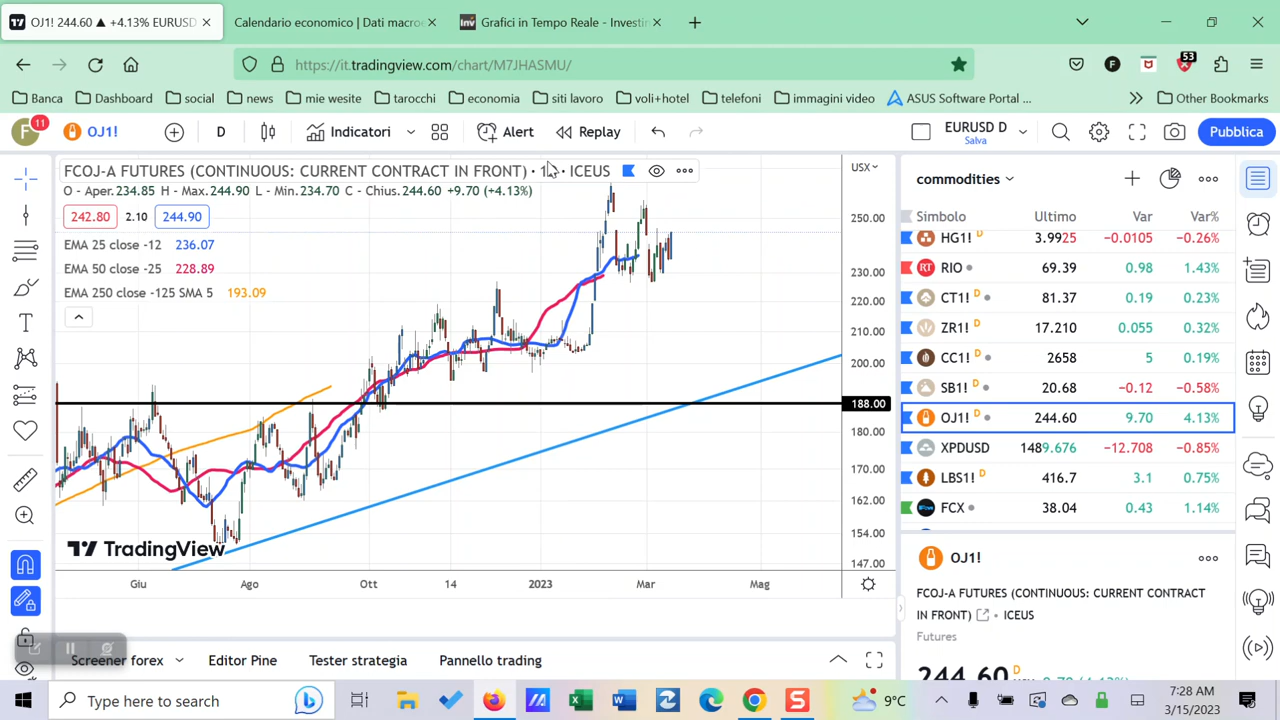 OJ1! 244.60 ▲ +4.13% EURUSD
Calendario economico | Dati macro
Inv
Grafici in Tempo Reale - Investin
https://it.tradingview.com/chart/M7JHASMU/
F
53
Banca
Dashboard
social
news
mie wesite
tarocchi
economia
siti lavoro
voli+hotel
telefoni
immagini video
ASUS Software Portal ...
Other Bookmarks
F
11
OJ1!
D
Indicatori
Alert
Replay
EURUSD D
Salva
Pubblica
FCOJ-A FUTURES (CONTINUOUS: CURRENT CONTRACT IN FRONT) · · ICEUS
O - Aper.234.85 H - Max.244.90 L - Min.234.70 C - Chius.244.60 +9.70 (+4.13%)
242.80 2.10 244.90
EMA 25 close -12 236.07
EMA 50 close -25 228.89
EMA 250 close -125 SMA 5 193.09
USX
250.00
230.00
220.00
210.00
200.00
188.00
180.00
170.00
162.00
154.00
147.00
TradingView
Giu Ago Ott 14 2023 Mar Mag
commodities
Simbolo Ultimo Var Var%
HG1! D 3.9925 −0.0105 −0.26%
RT RIO 69.39 0.98 1.43%
CT1! D 81.37 0.19 0.23%
ZR1! D 17.210 0.055 0.32%
CC1! D 2658 5 0.19%
SB1! D 20.68 −0.12 −0.58%
OJ1! D 244.60 9.70 4.13%
XPDUSD 1489.676 −12.708 −0.85%
LBS1! D 416.7 3.1 0.75%
FCX 38.04 0.43 1.14%
OJ1!
FCOJ-A FUTURES (CONTINUOUS: CURRENT CONTRACT
IN FRONT) · ICEUS
Futures
244.60 D
Screener forex
Editor Pine
Tester strategia
Pannello trading
Type here to search
9°C
7:28 AM
3/15/2023